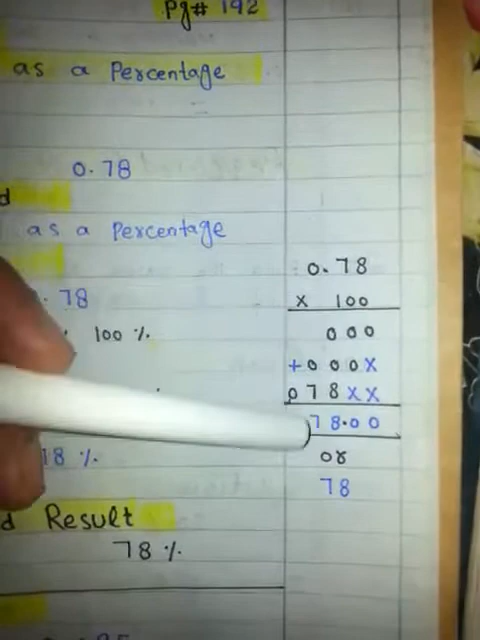 Pg# 192
as a Percentage
0.78
d
as a Percentage
. 78
100 %
18 %
d Result
78 %
0.78
x 100
000
+000x
078xx
78.00
or
78